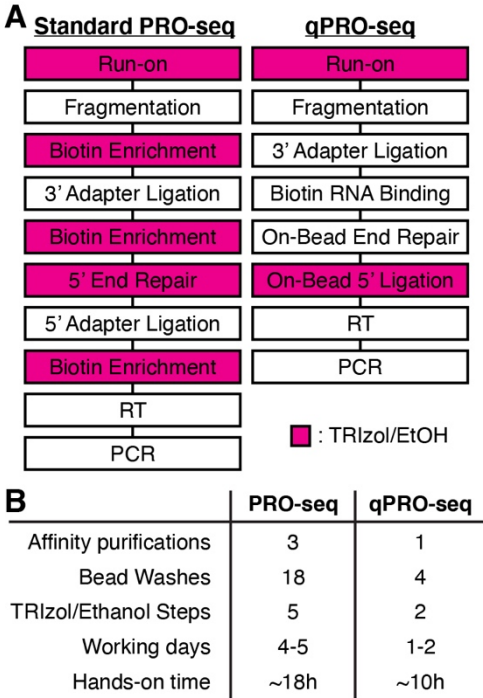 A
Standard PRO-seq
Run-on
Fragmentation
Biotin Enrichment
3' Adapter Ligation
Biotin Enrichment
5' End Repair
5' Adapter Ligation
Biotin Enrichment
RT
PCR
qPRO-seq
Run-on
Fragmentation
3' Adapter Ligation
Biotin RNA Binding
On-Bead End Repair
On-Bead 5' Ligation
RT
PCR
: TRIzol/EtOH
B
PRO-seq qPRO-seq
Affinity purifications 3 1
Bead Washes 18 4
TRIzol/Ethanol Steps 5 2
Working days 4-5 1-2
Hands-on time ~18h ~10h